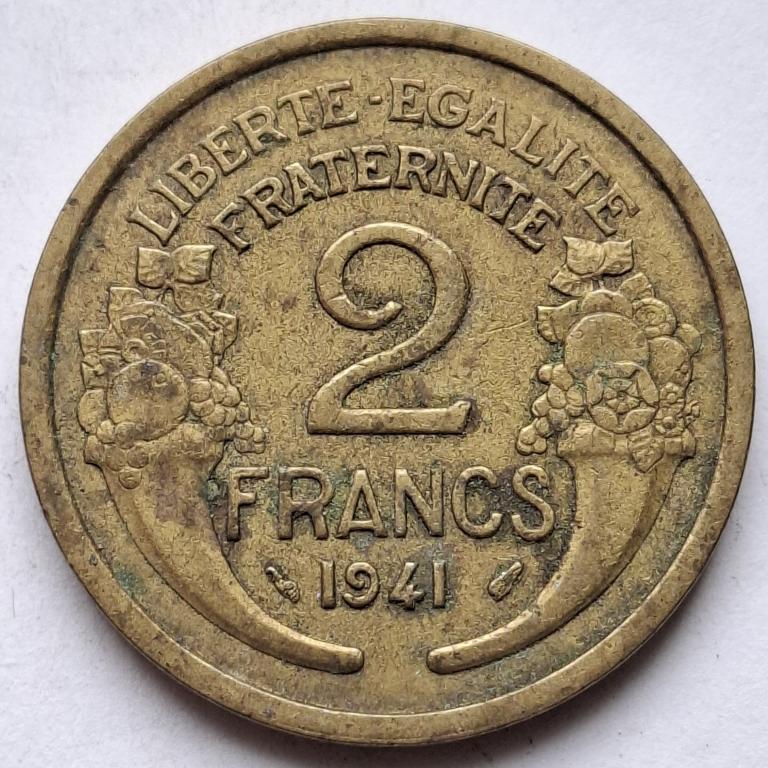 LIBERTE - EGALITE
FRATERNITE
2
FRANCS
1941